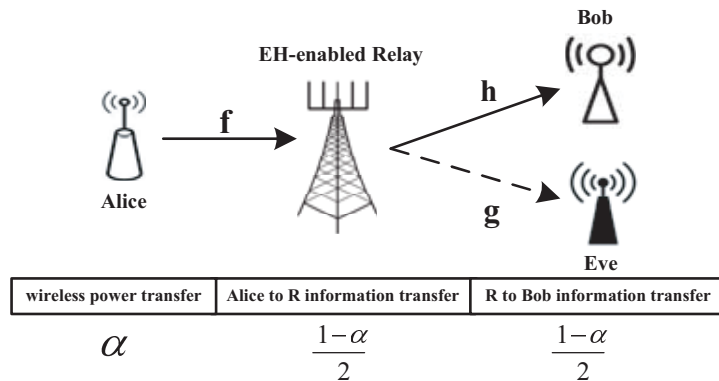 Bob
EH-enabled Relay
h
f
Alice
g
Eve
wireless power transfer
Alice to R information transfer
R to Bob information transfer
α
1−α
2
1−α
2